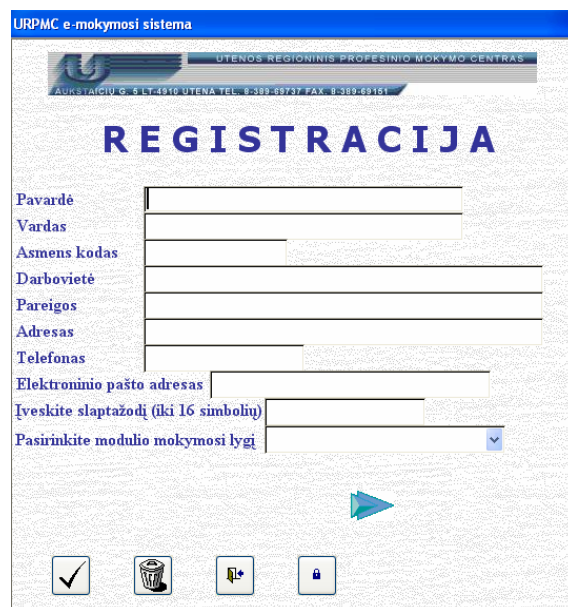 URPMC e-mokymosi sistema
UTENOS REGIONINIS PROFESINIO MOKYMO CENTRAS
U
AUKŠTAIČIŲ G. 5 LT-4910 UTENA TEL. 8-389-69737 FAX. 8-389-69151
REGISTRACIJA
Pavardė
Vardas
Asmens kodas
Darbovietė
Pareigos
Adresas
Telefonas
Elektroninio pašto adresas
Įveskite slaptažodį (iki 16 simbolių)
Pasirinkite modulio mokymosi lygį